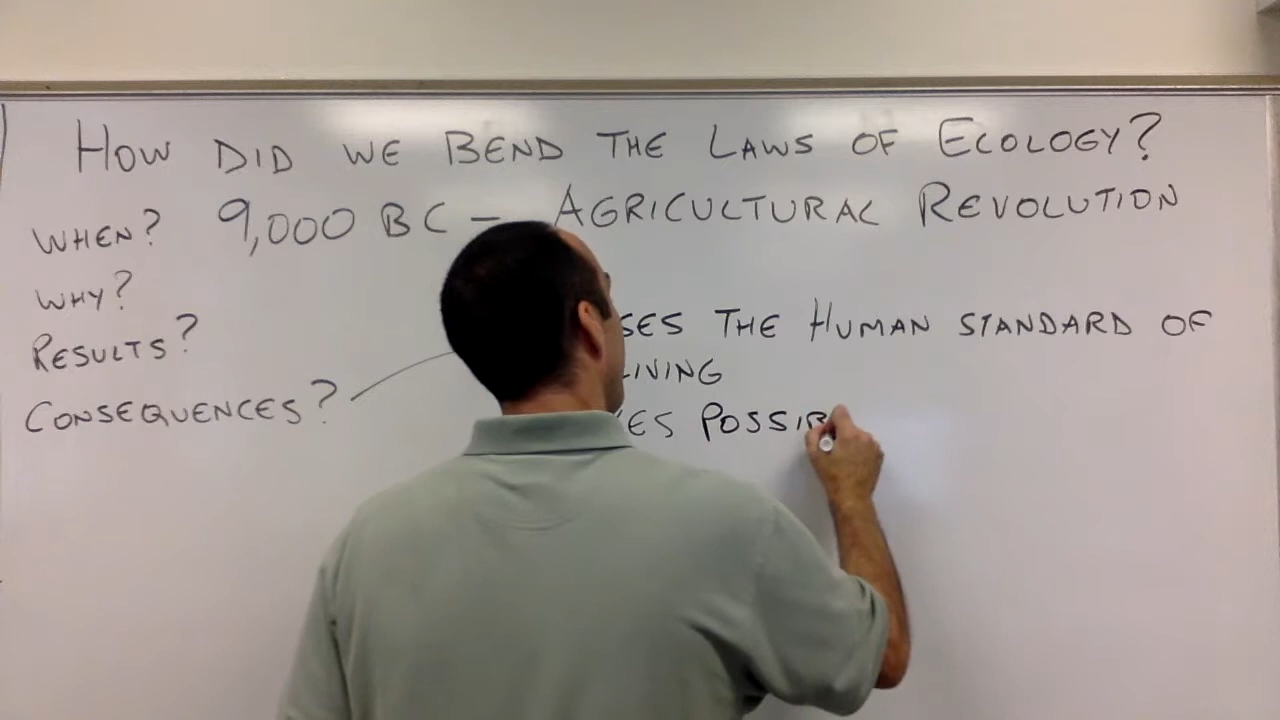 How DID WE BEND THE LAWS OF ECOLOGY?
WHEN? 9,000 BC - AGRICULTURAL REVOLUTION
WHY?
RESULTS?
THE HUMAN STANDARD OF
CONSEQUENCES?